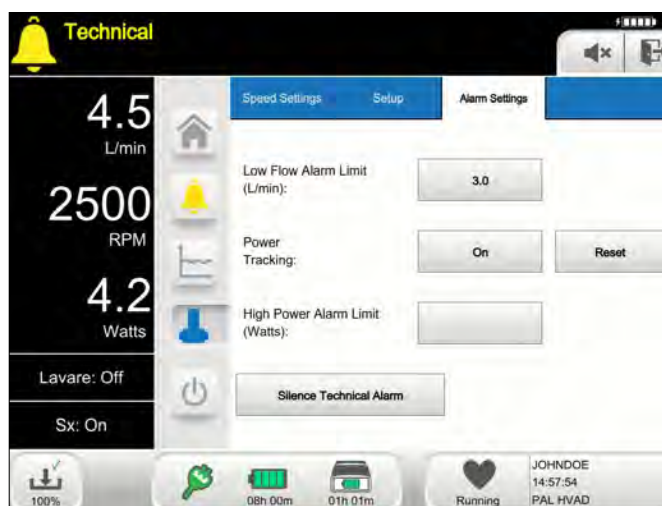 Technical
4.5
L/min
2500
RPM
4.2
Watts
Lavare: Off
Sx: On
Speed Settings Setup Alarm Settings
Low Flow Alarm Limit
(L/min):
3.0
Power
Tracking:
On
Reset
High Power Alarm Limit
(Watts):
Silence Technical Alarm
100%
08h 00m
01h 01m
Running
JOHNDOE
14:57:54
PAL HVAD